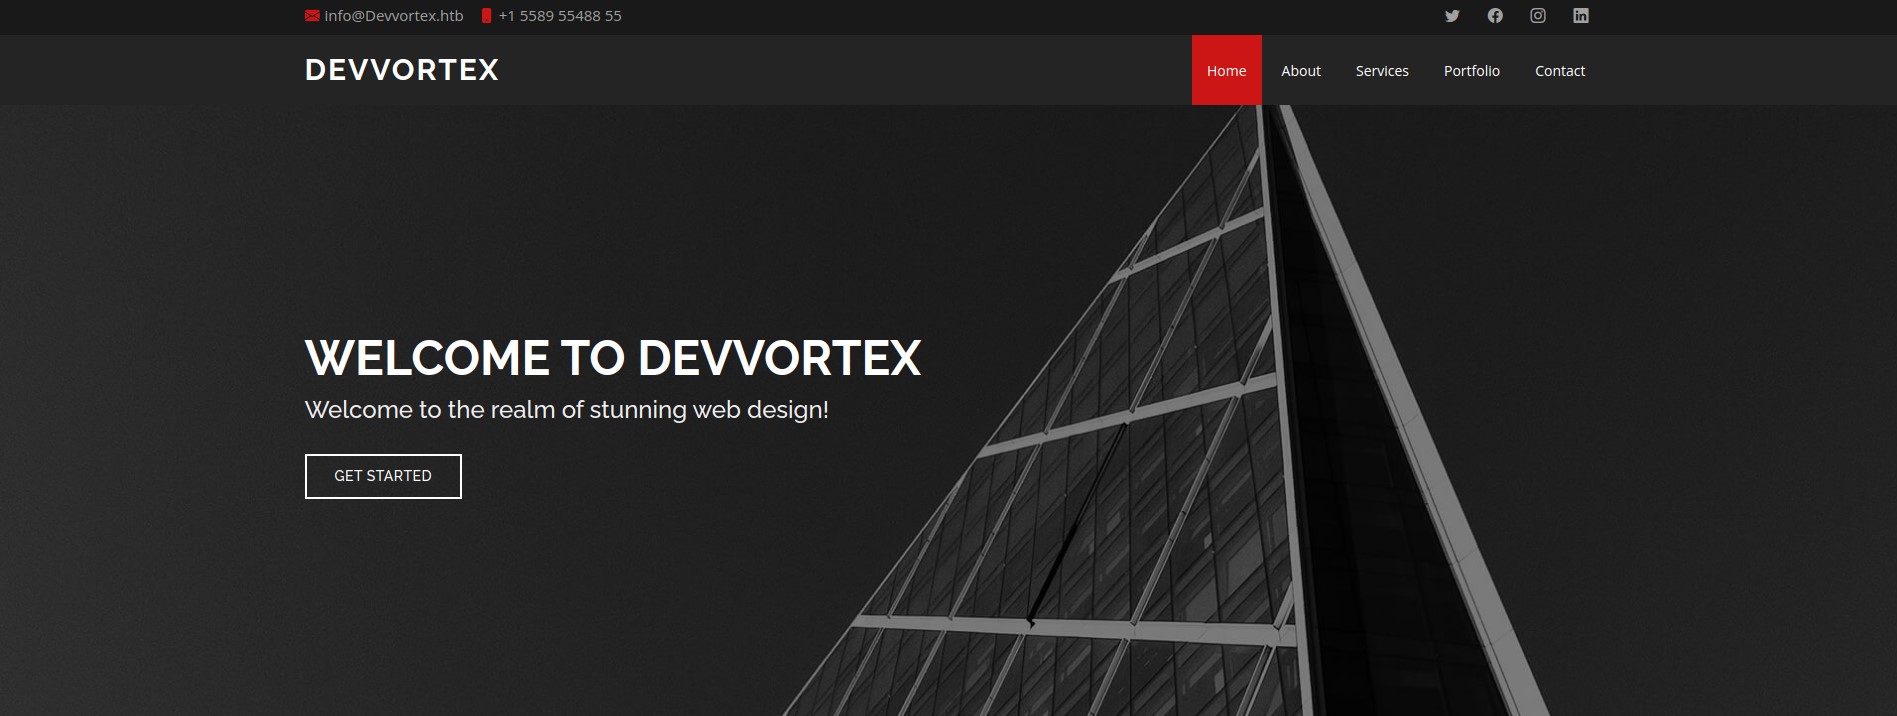 info@Devvortex.htb +1 5589 55488 55
DEVVORTEX
Home About Services Portfolio Contact
WELCOME TO DEVVORTEX
Welcome to the realm of stunning web design!
GET STARTED